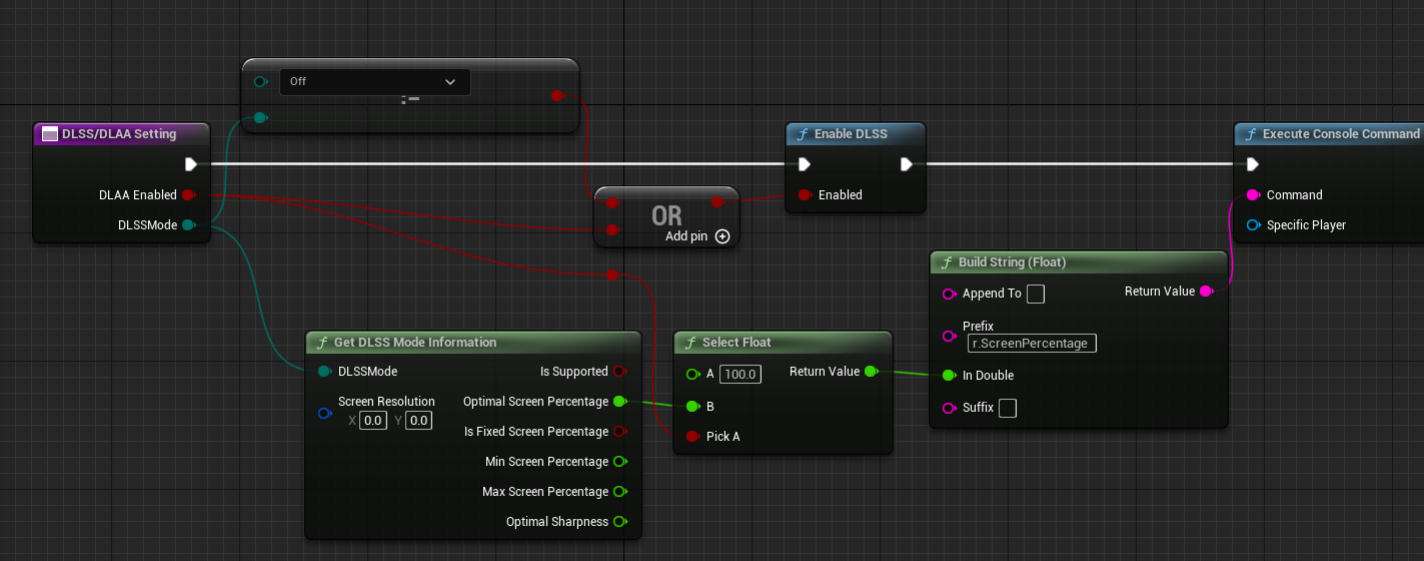 Off
!=
DLSS/DLAA Setting
DLAA Enabled
DLSSMode
Enable DLSS
Enabled
Execute Console Command
Command
Specific Player
OR
Add pin
Build String (Float)
Append To
Return Value
Prefix
r.ScreenPercentage
In Double
Suffix
Get DLSS Mode Information
DLSSMode
Is Supported
Screen Resolution
X 0.0 Y 0.0
Optimal Screen Percentage
Is Fixed Screen Percentage
Min Screen Percentage
Max Screen Percentage
Optimal Sharpness
Select Float
A 100.0
Return Value
B
Pick A